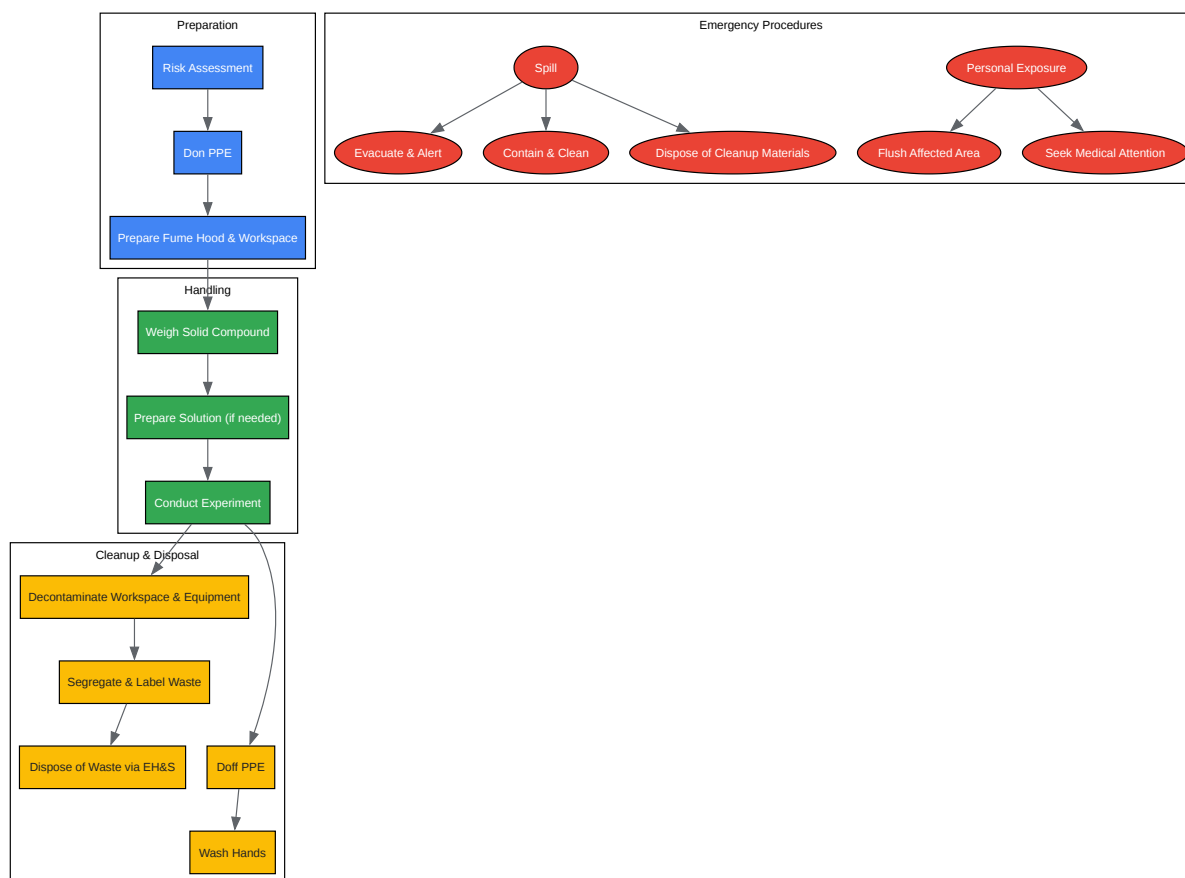 Preparation
Risk Assessment
Don PPE
Prepare Fume Hood & Workspace
Handling
Weigh Solid Compound
Prepare Solution (if needed)
Conduct Experiment
Cleanup & Disposal
Decontaminate Workspace & Equipment
Segregate & Label Waste
Dispose of Waste via EH&S
Doff PPE
Wash Hands
Emergency Procedures
Spill
Personal Exposure
Evacuate & Alert
Contain & Clean
Dispose of Cleanup Materials
Flush Affected Area
Seek Medical Attention